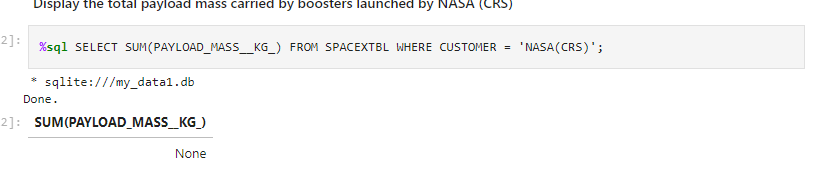 Display the total payload mass carried by boosters launched by NASA (CRS)
2]:
%sql SELECT SUM(PAYLOAD_MASS__KG_) FROM SPACEXTBL WHERE CUSTOMER = 'NASA(CRS)';
* sqlite:///my_data1.db
Done.
2]:
SUM(PAYLOAD_MASS__KG_)
None